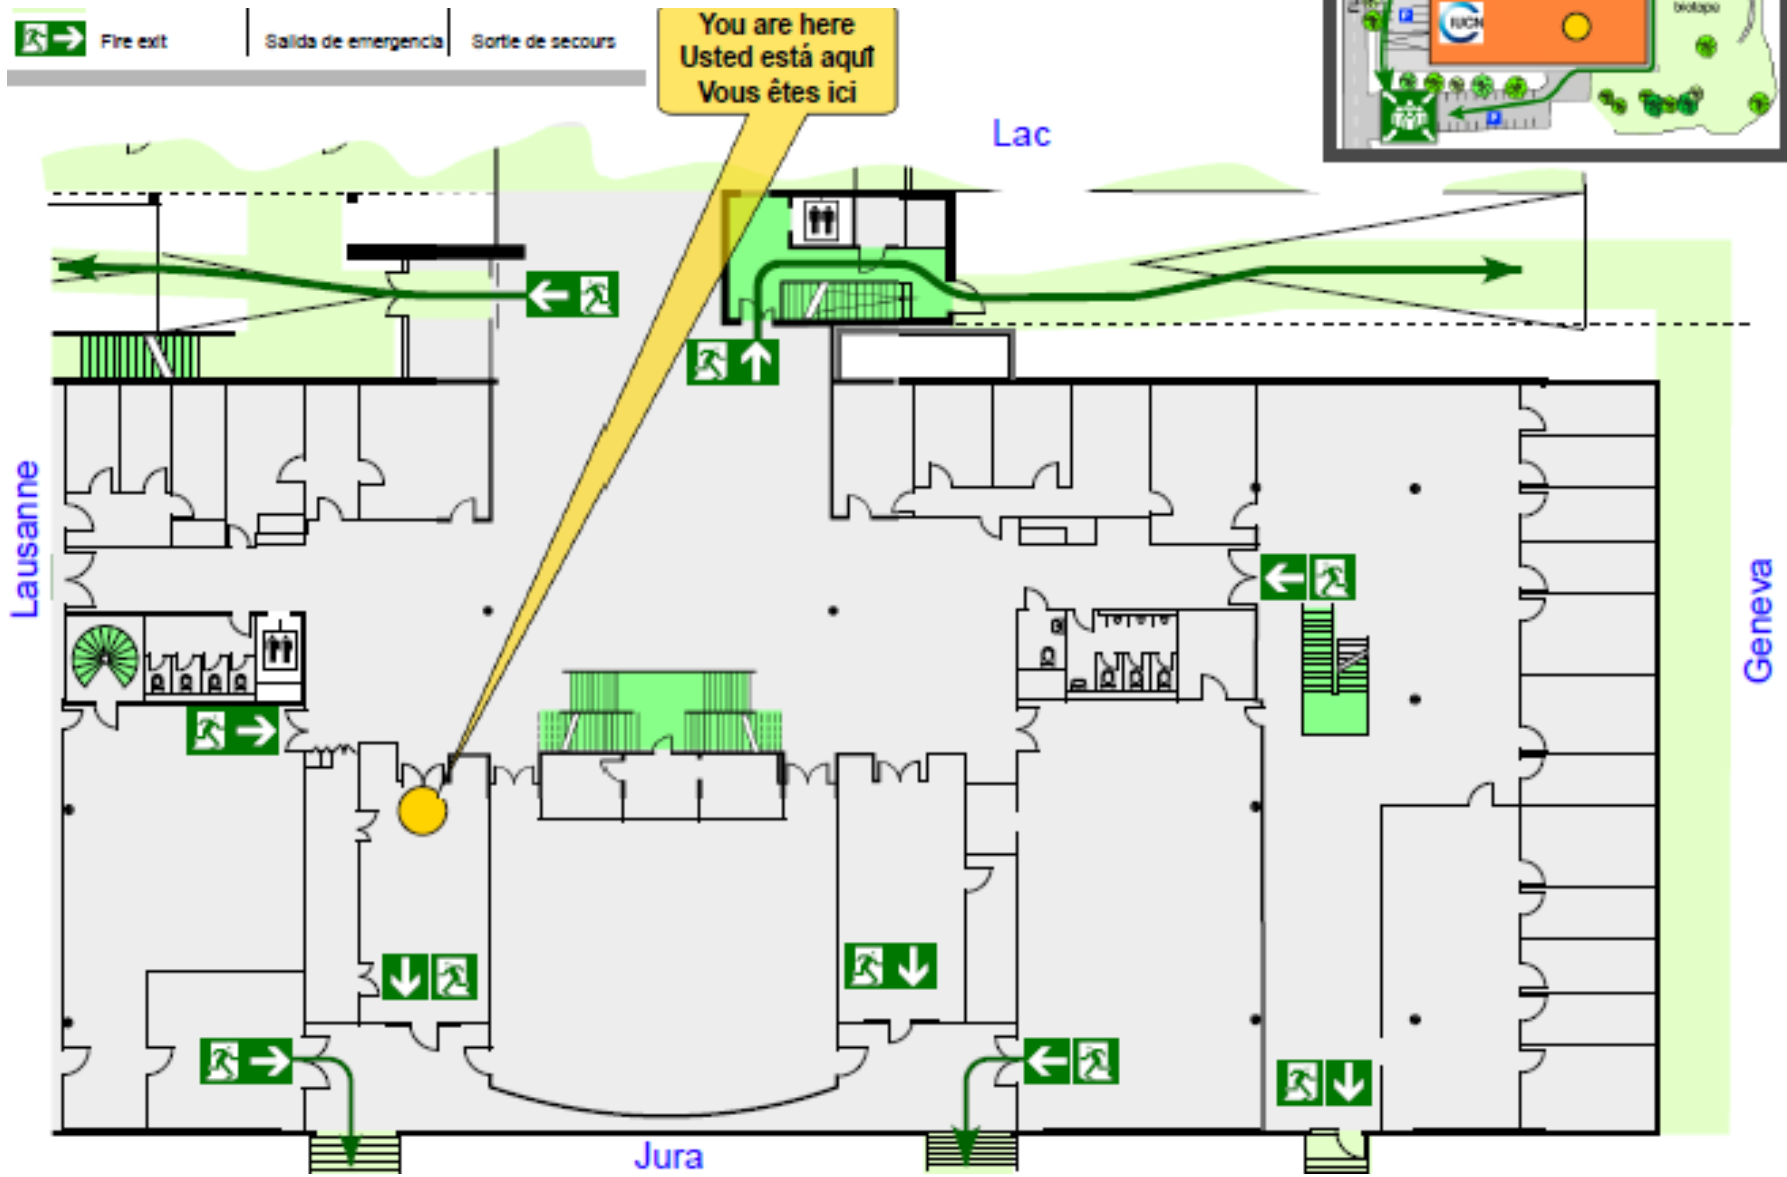 Fire exit
Salida de emergencia
Sortie de secours
You are here
Usted está aquí
Vous êtes ici
IUCN
P
biotope
P
Lac
Lausanne
Geneva
Jura